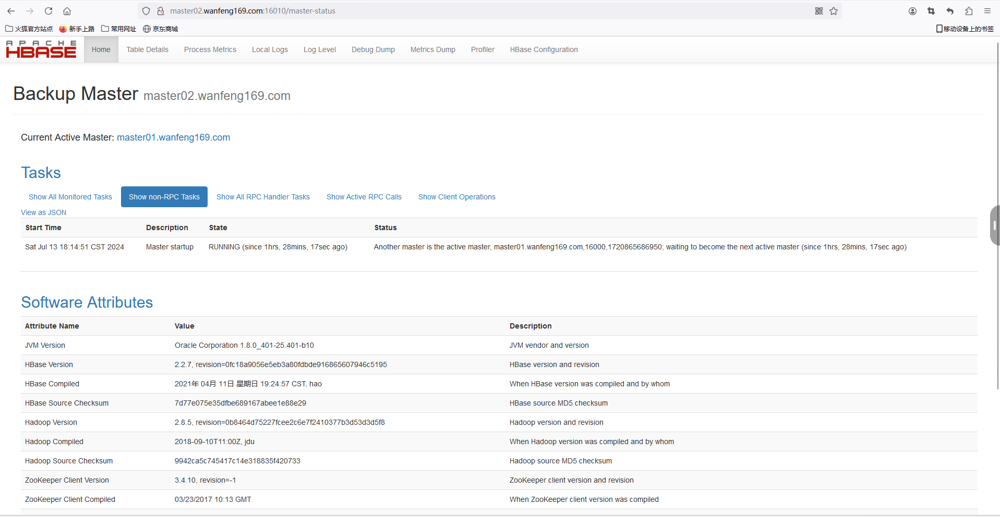 master02.wanfeng169.com:16010/master-status
火狐官方站点 新手上路 常用网址 京东商城 移动设备上的书签
APACHE
HBASE
Home Table Details Process Metrics Local Logs Log Level Debug Dump Metrics Dump Profiler HBase Configuration
Backup Master master02.wanfeng169.com
Current Active Master: master01.wanfeng169.com
Tasks
Show All Monitored Tasks Show non-RPC Tasks Show All RPC Handler Tasks Show Active RPC Calls Show Client Operations
View as JSON
Start Time Description State Status
Sat Jul 13 18:14:51 CST 2024 Master startup RUNNING (since 1hrs, 28mins, 17sec ago) Another master is the active master, master01.wanfeng169.com,16000,1720865686950; waiting to become the next active master (since 1hrs, 28mins, 17sec ago)
Software Attributes
Attribute Name Value Description
JVM Version Oracle Corporation 1.8.0_401-25.401-b10 JVM vendor and version
HBase Version 2.2.7, revision=0fc18a9056e5eb3a80fdbde916865607946c5195 HBase version and revision
HBase Compiled 2021年 04月 11日 星期日 19:24:57 CST, hao When HBase version was compiled and by whom
HBase Source Checksum 7d77e075e35dfbe689167abee1e88e29 HBase source MD5 checksum
Hadoop Version 2.8.5, revision=0b8464d75227fcee2c6e7f2410377b3d53d3d5f8 Hadoop version and revision
Hadoop Compiled 2018-09-10T11:00Z, jdu When Hadoop version was compiled and by whom
Hadoop Source Checksum 9942ca5c745417c14e318835f420733 Hadoop source MD5 checksum
ZooKeeper Client Version 3.4.10, revision=-1 ZooKeeper client version and revision
ZooKeeper Client Compiled 03/23/2017 10:13 GMT When ZooKeeper client version was compiled